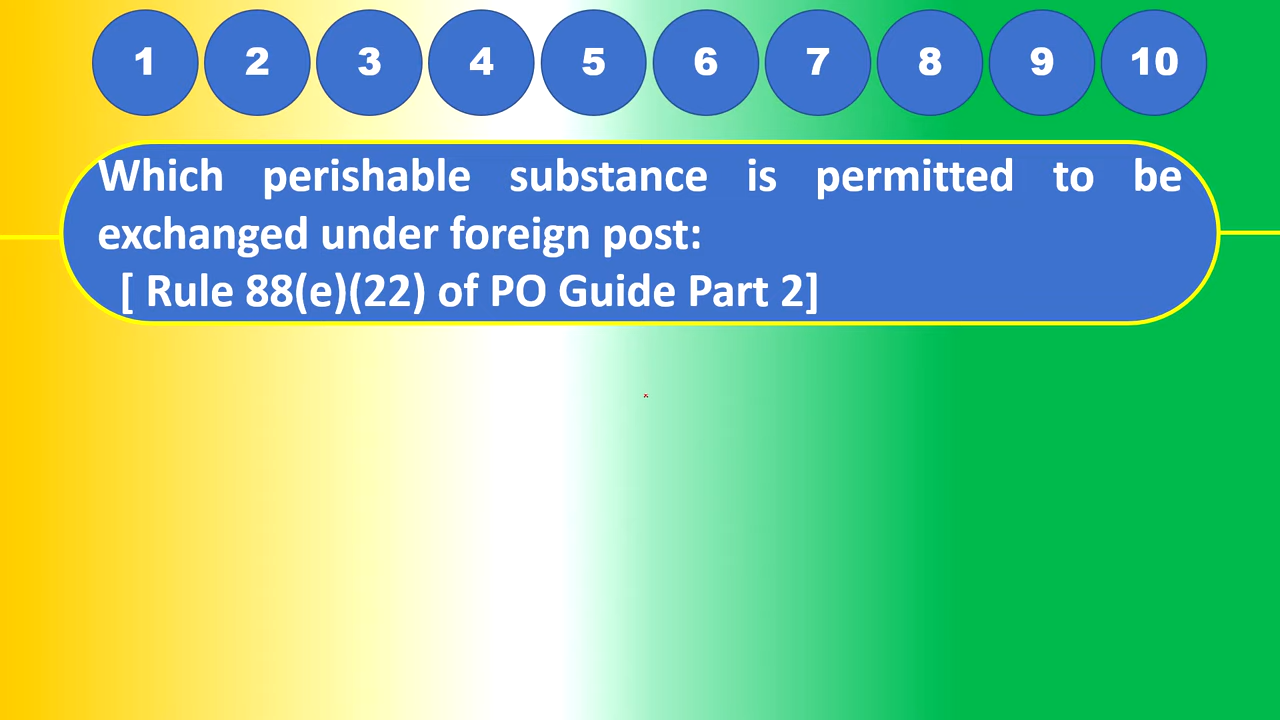 1 2 3 4 5 6 7 8 9 10
Which perishable substance is permitted to be
exchanged under foreign post:
[ Rule 88(e)(22) of PO Guide Part 2]